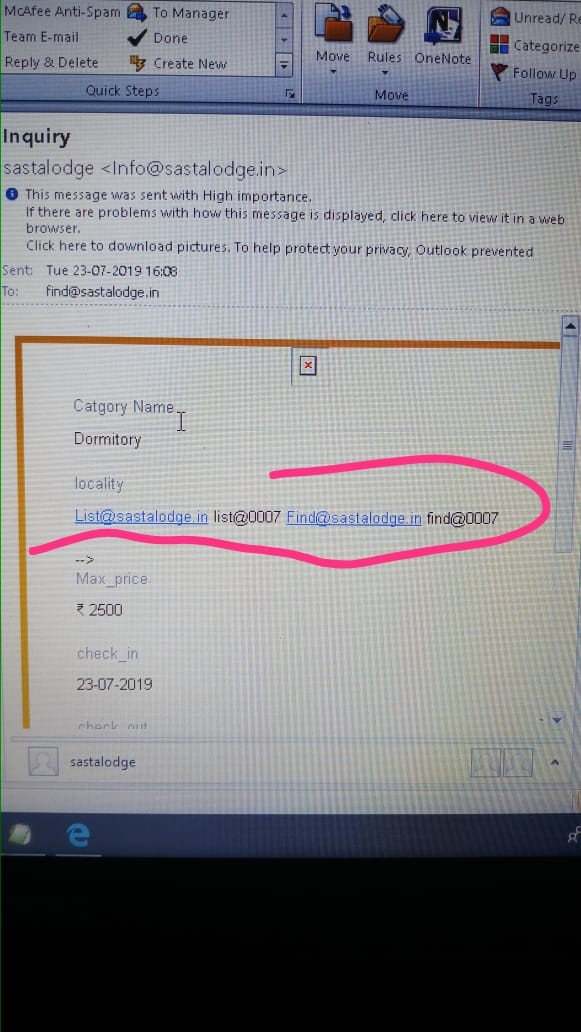 McAfee Anti-Spam To Manager
Team E-mail Done
Reply & Delete Create New
Quick Steps
Move Rules OneNote
Move
Unread/ Re
Categorize
Follow Up
Tags
Inquiry
sastalodge <Info@sastalodge.in>
This message was sent with High importance.
If there are problems with how this message is displayed, click here to view it in a web
browser.
Click here to download pictures. To help protect your privacy, Outlook prevented
Sent: Tue 23-07-2019 16:08
To: find@sastalodge.in
Catgory Name
Dormitory
locality
List@sastalodge.in list@0007 Find@sastalodge.in find@0007
-->
Max_price
₹ 2500
check_in
23-07-2019
check_out
sastalodge